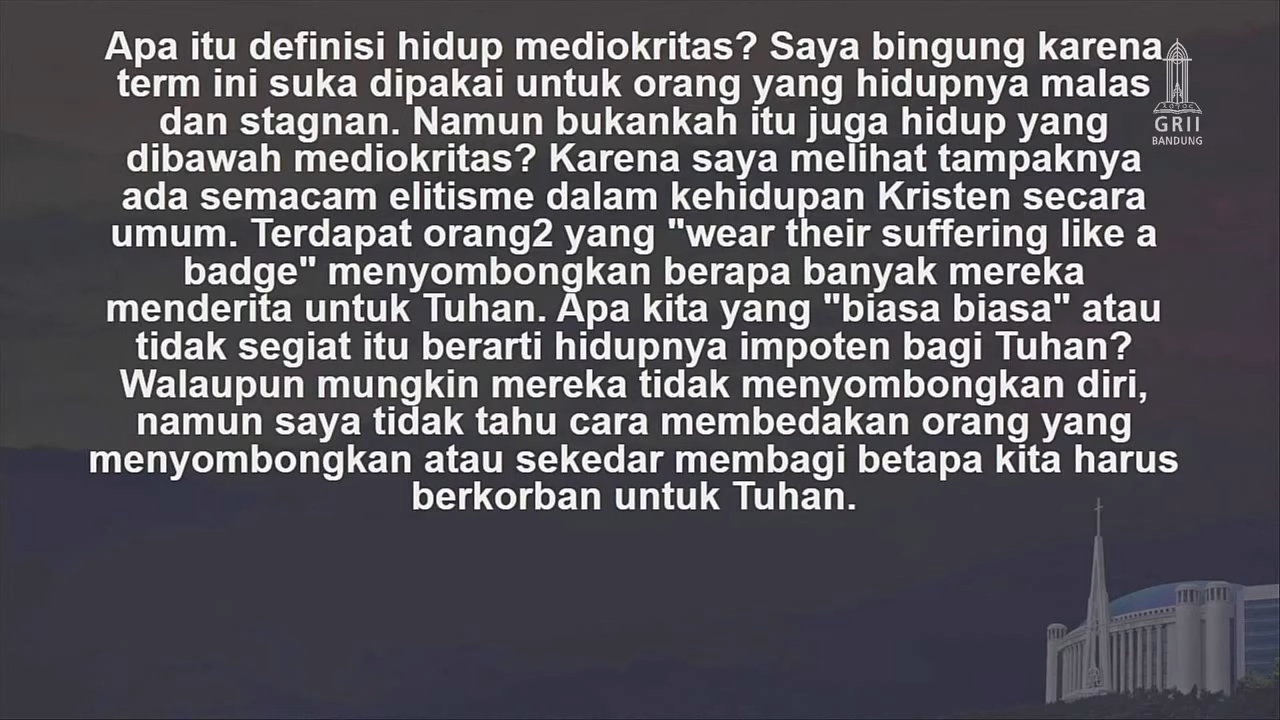 Apa itu definisi hidup mediokritas? Saya bingung karena
term ini suka dipakai untuk orang yang hidupnya malas
dan stagnan. Namun bukankah itu juga hidup yang
dibawah mediokritas? Karena saya melihat tampaknya
ada semacam elitisme dalam kehidupan Kristen secara
umum. Terdapat orang2 yang "wear their suffering like a
badge" menyombongkan berapa banyak mereka
menderita untuk Tuhan. Apa kita yang "biasa biasa" atau
tidak segiat itu berarti hidupnya impoten bagi Tuhan?
Walaupun mungkin mereka tidak menyombongkan diri,
namun saya tidak tahu cara membedakan orang yang
menyombongkan atau sekedar membagi betapa kita harus
berkorban untuk Tuhan.
GRII
BANDUNG